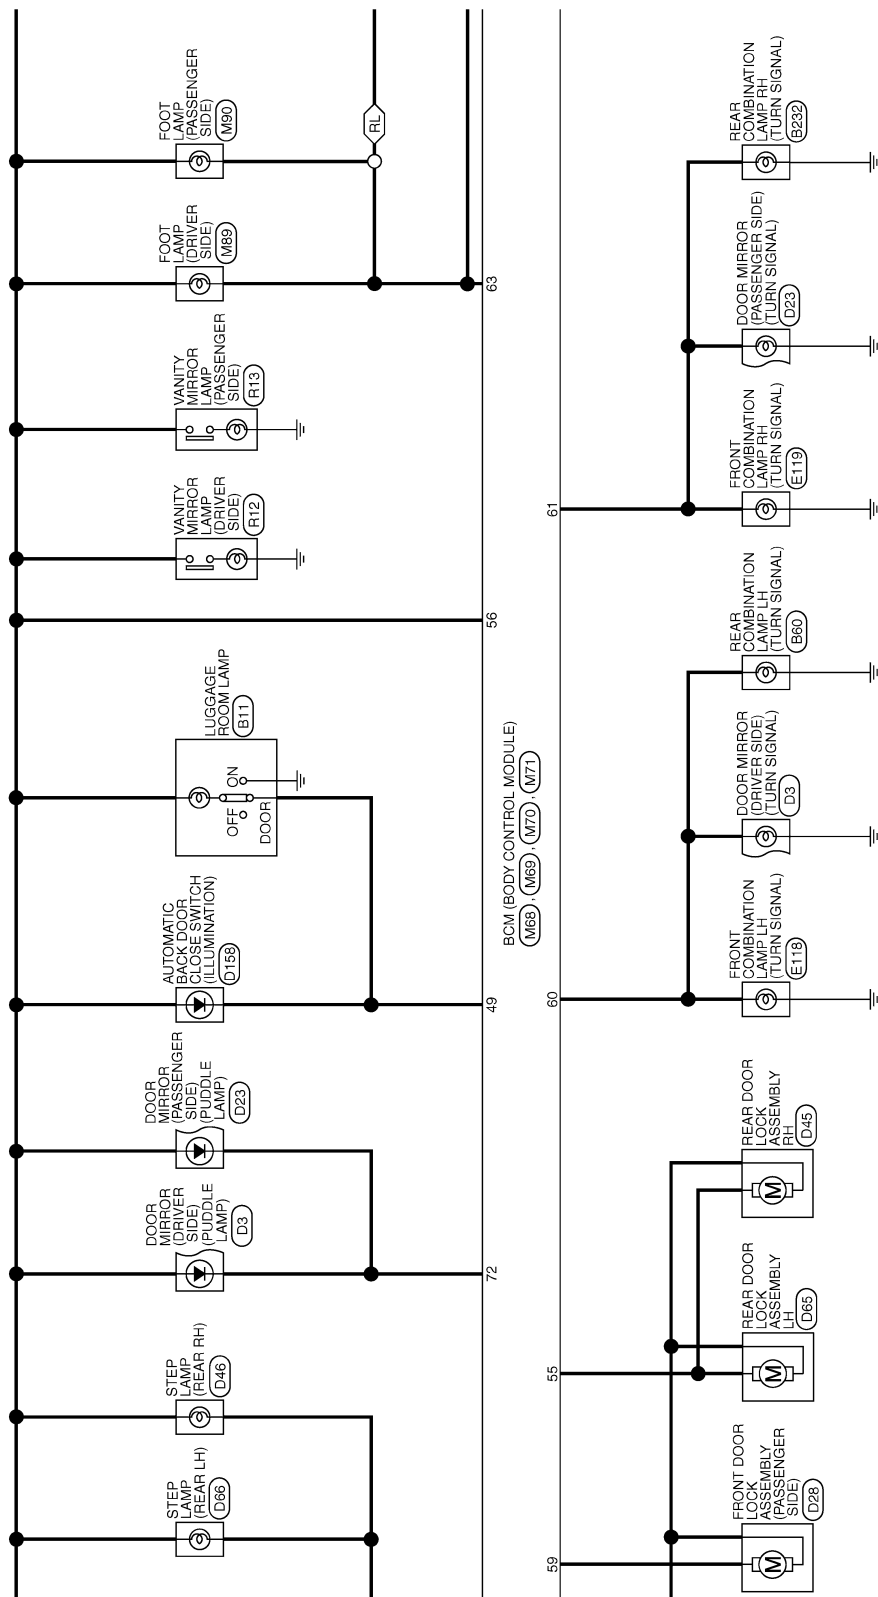 FOOT
LAMP
(PASSENGER
SIDE)
M90
RL
FOOT
LAMP
(DRIVER
SIDE)
M89
63
VANITY
MIRROR
LAMP
(PASSENGER
SIDE)
R13
VANITY
MIRROR
LAMP
(DRIVER
SIDE)
R12
56
LUGGAGE
ROOM LAMP
B11
ON
OFF
DOOR
AUTOMATIC
BACK DOOR
CLOSE SWITCH
(ILLUMINATION)
D158
49
DOOR
MIRROR
(PASSENGER
SIDE)
(PUDDLE
LAMP)
D23
DOOR
MIRROR
(DRIVER
SIDE)
(PUDDLE
LAMP)
D3
72
STEP
LAMP
(REAR RH)
D46
STEP
LAMP
(REAR LH)
D66
BCM (BODY CONTROL MODULE)
M68 , M69 , M70 , M71
REAR
COMBINATION
LAMP RH
(TURN SIGNAL)
B232
DOOR MIRROR
(PASSENGER SIDE)
(TURN SIGNAL)
D23
FRONT
COMBINATION
LAMP RH
(TURN SIGNAL)
E119
61
REAR
COMBINATION
LAMP LH
(TURN SIGNAL)
B60
DOOR MIRROR
(DRIVER SIDE)
(TURN SIGNAL)
D3
FRONT
COMBINATION
LAMP LH
(TURN SIGNAL)
E118
60
REAR DOOR
LOCK
ASSEMBLY
RH
D45
M
REAR DOOR
LOCK
ASSEMBLY
LH
D65
M
55
FRONT DOOR
LOCK
ASSEMBLY
(PASSENGER
SIDE)
D28
M
59